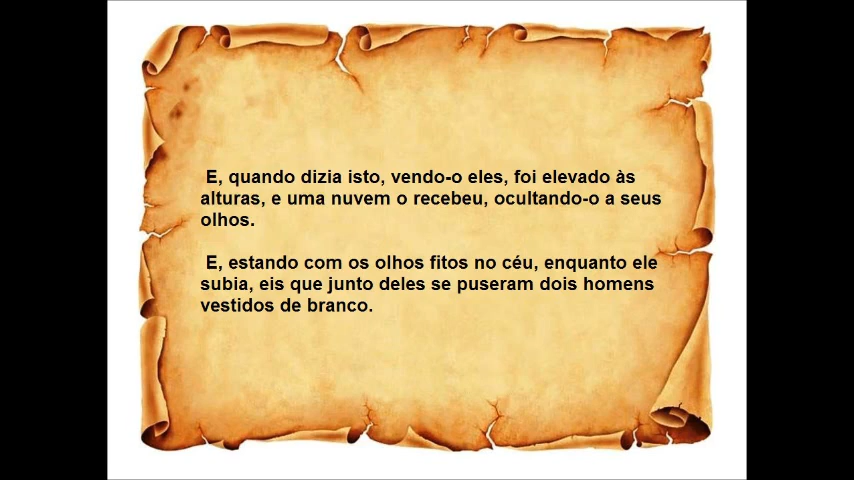 E, quando dizia isto, vendo-o eles, foi elevado às
alturas, e uma nuvem o recebeu, ocultando-o a seus
olhos.
E, estando com os olhos fitos no céu, enquanto ele
subia, eis que junto deles se puseram dois homens
vestidos de branco.